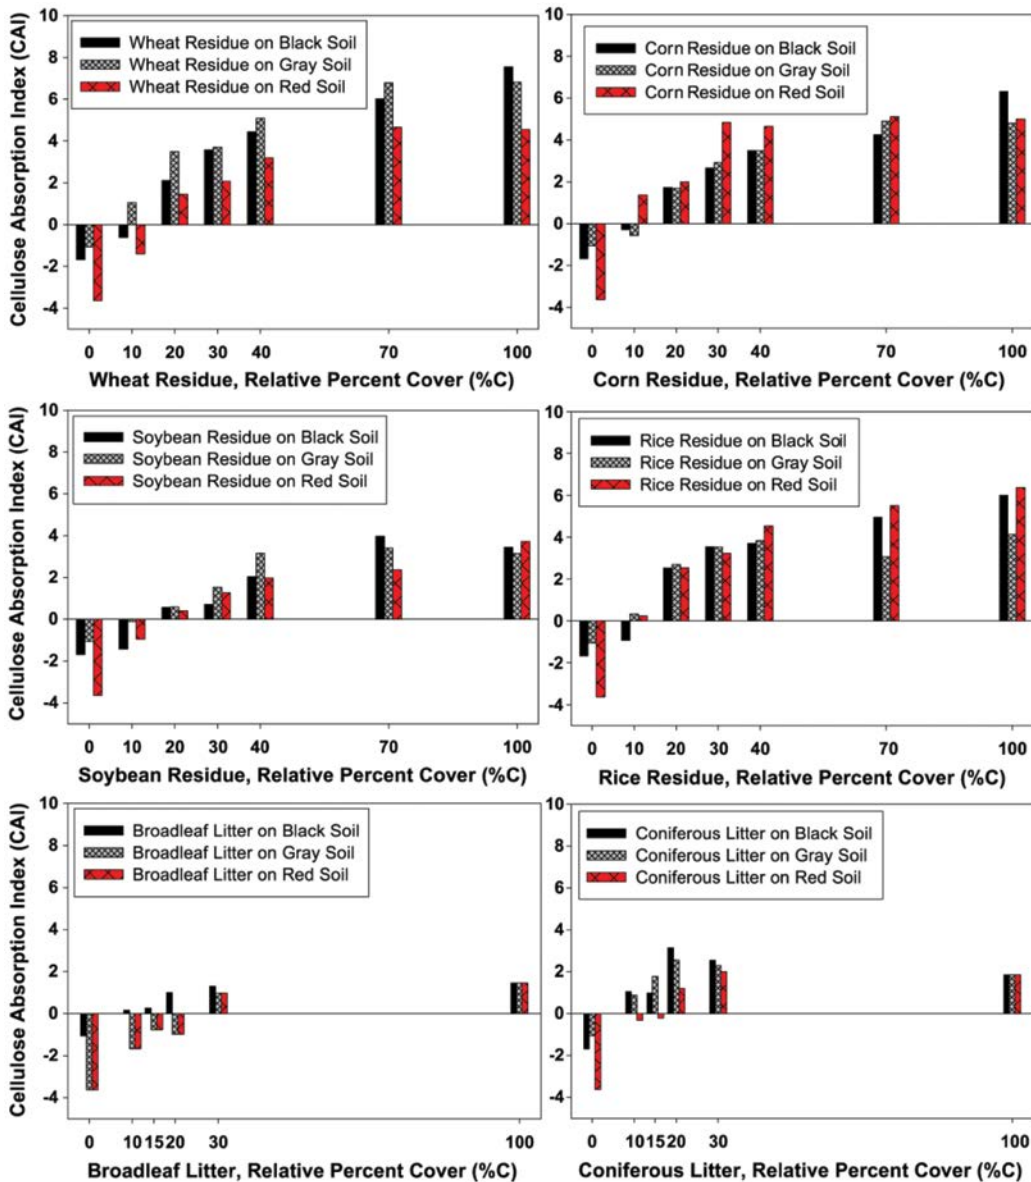 Cellulose Absorption Index (CAI)
10
8
6
4
2
0
-2
-4
Wheat Residue on Black Soil
Wheat Residue on Gray Soil
Wheat Residue on Red Soil
0 10 20 30 40 70 100
Wheat Residue, Relative Percent Cover (%C)
10
8
6
4
2
0
-2
-4
Corn Residue on Black Soil
Corn Residue on Gray Soil
Corn Residue on Red Soil
0 10 20 30 40 70 100
Corn Residue, Relative Percent Cover (%C)
Cellulose Absorption Index (CAI)
10
8
6
4
2
0
-2
-4
Soybean Residue on Black Soil
Soybean Residue on Gray Soil
Soybean Residue on Red Soil
0 10 20 30 40 70 100
Soybean Residue, Relative Percent Cover (%C)
10
8
6
4
2
0
-2
-4
Rice Residue on Black Soil
Rice Residue on Gray Soil
Rice Residue on Red Soil
0 10 20 30 40 70 100
Rice Residue, Relative Percent Cover (%C)
Cellulose Absorption Index (CAI)
10
8
6
4
2
0
-2
-4
Broadleaf Litter on Black Soil
Broadleaf Litter on Gray Soil
Broadleaf Litter on Red Soil
0 10 15 20 30 100
Broadleaf Litter, Relative Percent Cover (%C)
10
8
6
4
2
0
-2
-4
Coniferous Litter on Black Soil
Coniferous Litter on Gray Soil
Coniferous Litter on Red Soil
0 10 15 20 30 100
Coniferous Litter, Relative Percent Cover (%C)